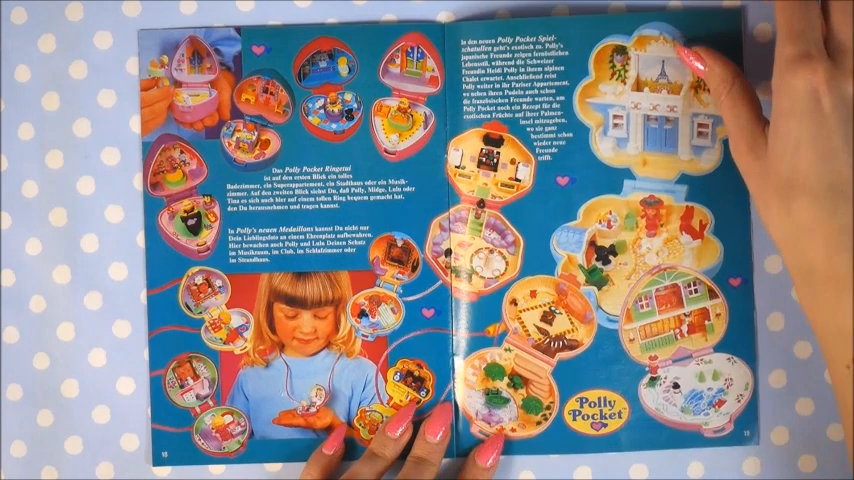 Das Polly Pocket Ringetui
ist auf den ersten Blick ein tolles
Badezimmer, ein Superappartement, ein Stadthaus oder ein Musik-
zimmer. Auf den zweiten Blick siehst Du, daß Polly, Midge, Lulu oder
Tina es sich auch hier auf einem tollen Ring bequem gemacht hat,
den Du herausnehmen und tragen kannst.
In Polly's neuen Medaillons kannst Du nicht nur
Dein Lieblingsfoto an einem Ehrenplatz aufbewahren.
Hier bewachen auch Polly und Lulu Deinen Schatz
im Musikraum, im Club, im Schlafzimmer oder
im Strandhaus.
15
In den neuen Polly Pocket Spiel-
schatullen geht's exotisch zu. Polly's
japanische Freunde zeigen fernöstlichen
Lebensstil, während die Schweizer
Freundin Heidi Polly in ihrem alpinen
Chalet erwartet. Anschließend reist
Polly weiter in ihr Pariser Appartement,
wo neben ihren Pudeln auch schon
die französischen Freunde warten, um
Polly Pocket noch ein Rezept für die
exotischen Früchte auf ihrer Palmen-
insel mitzugeben,
wo sie ganz
bestimmt schon
wieder neue
Freunde
trifft.
Polly
Pocket